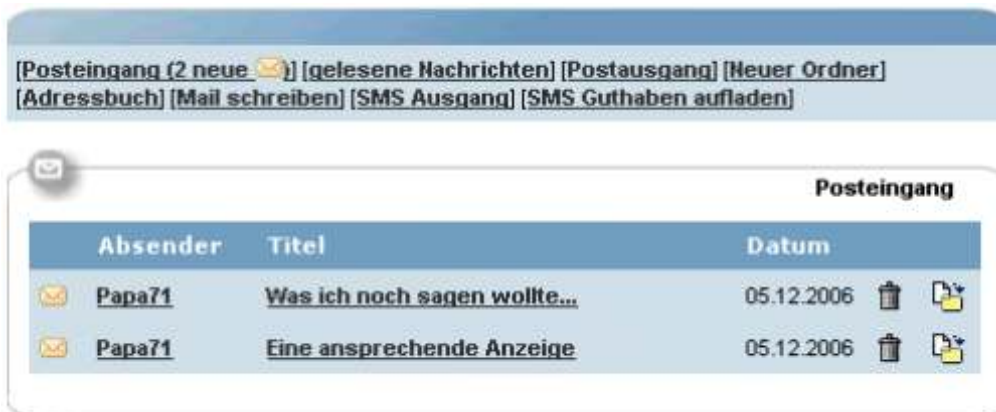 [Posteingang (2 neue )] [gelesene Nachrichten] [Postausgang] [Neuer Ordner]
[Adressbuch] [Mail schreiben] [SMS Ausgang] [SMS Guthaben aufladen]
Posteingang
Absender Titel Datum
Papa71 Was ich noch sagen wollte... 05.12.2006
Papa71 Eine ansprechende Anzeige 05.12.2006